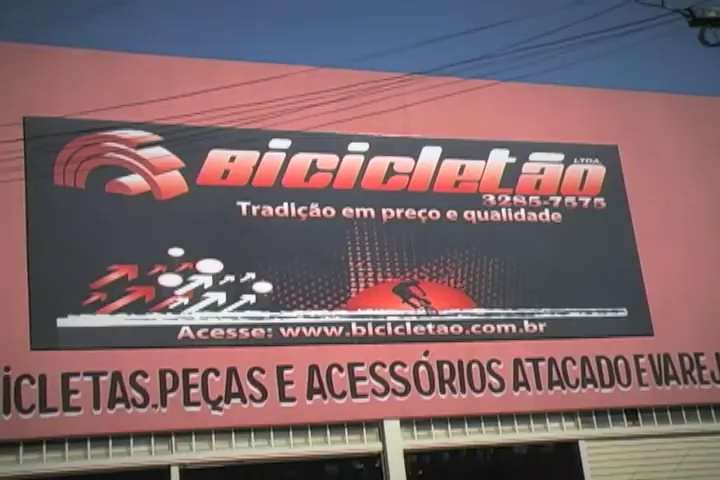 Bicicletão
LTDA.
3285-7575
Tradição em preço e qualidade
Acesse: www.bicicletao.com.br
ICLETAS, PEÇAS E ACESSÓRIOS ATACADO E VAREJ